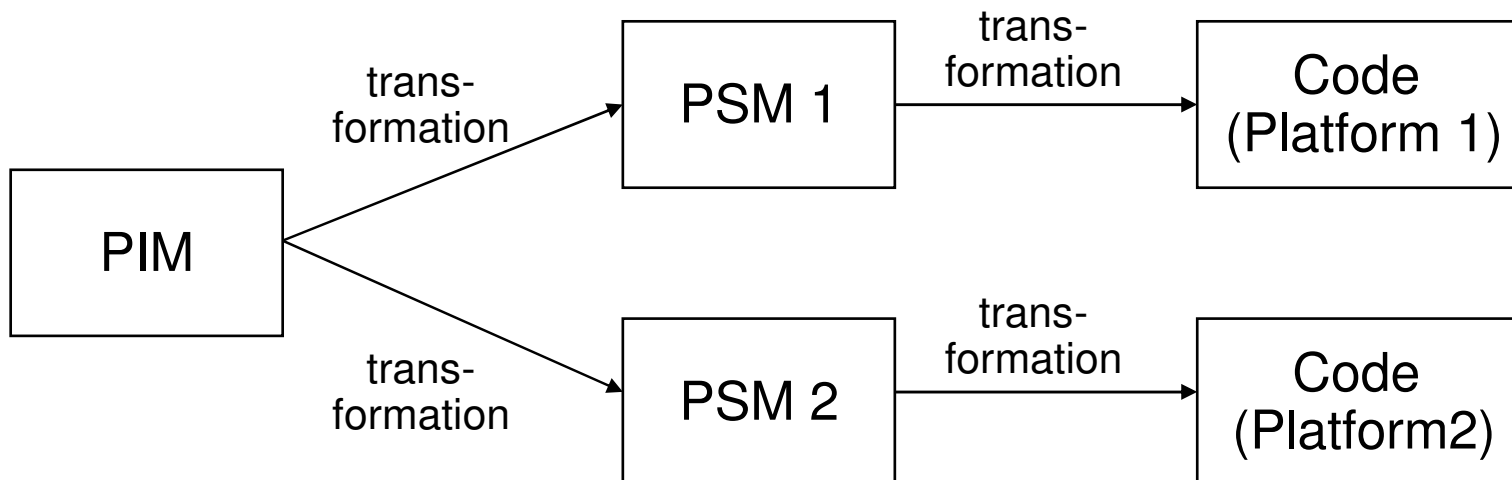 trans-
formation
PSM 1
trans-
formation
Code
(Platform 1)
PIM
trans-
formation
PSM 2
trans-
formation
Code
(Platform2)